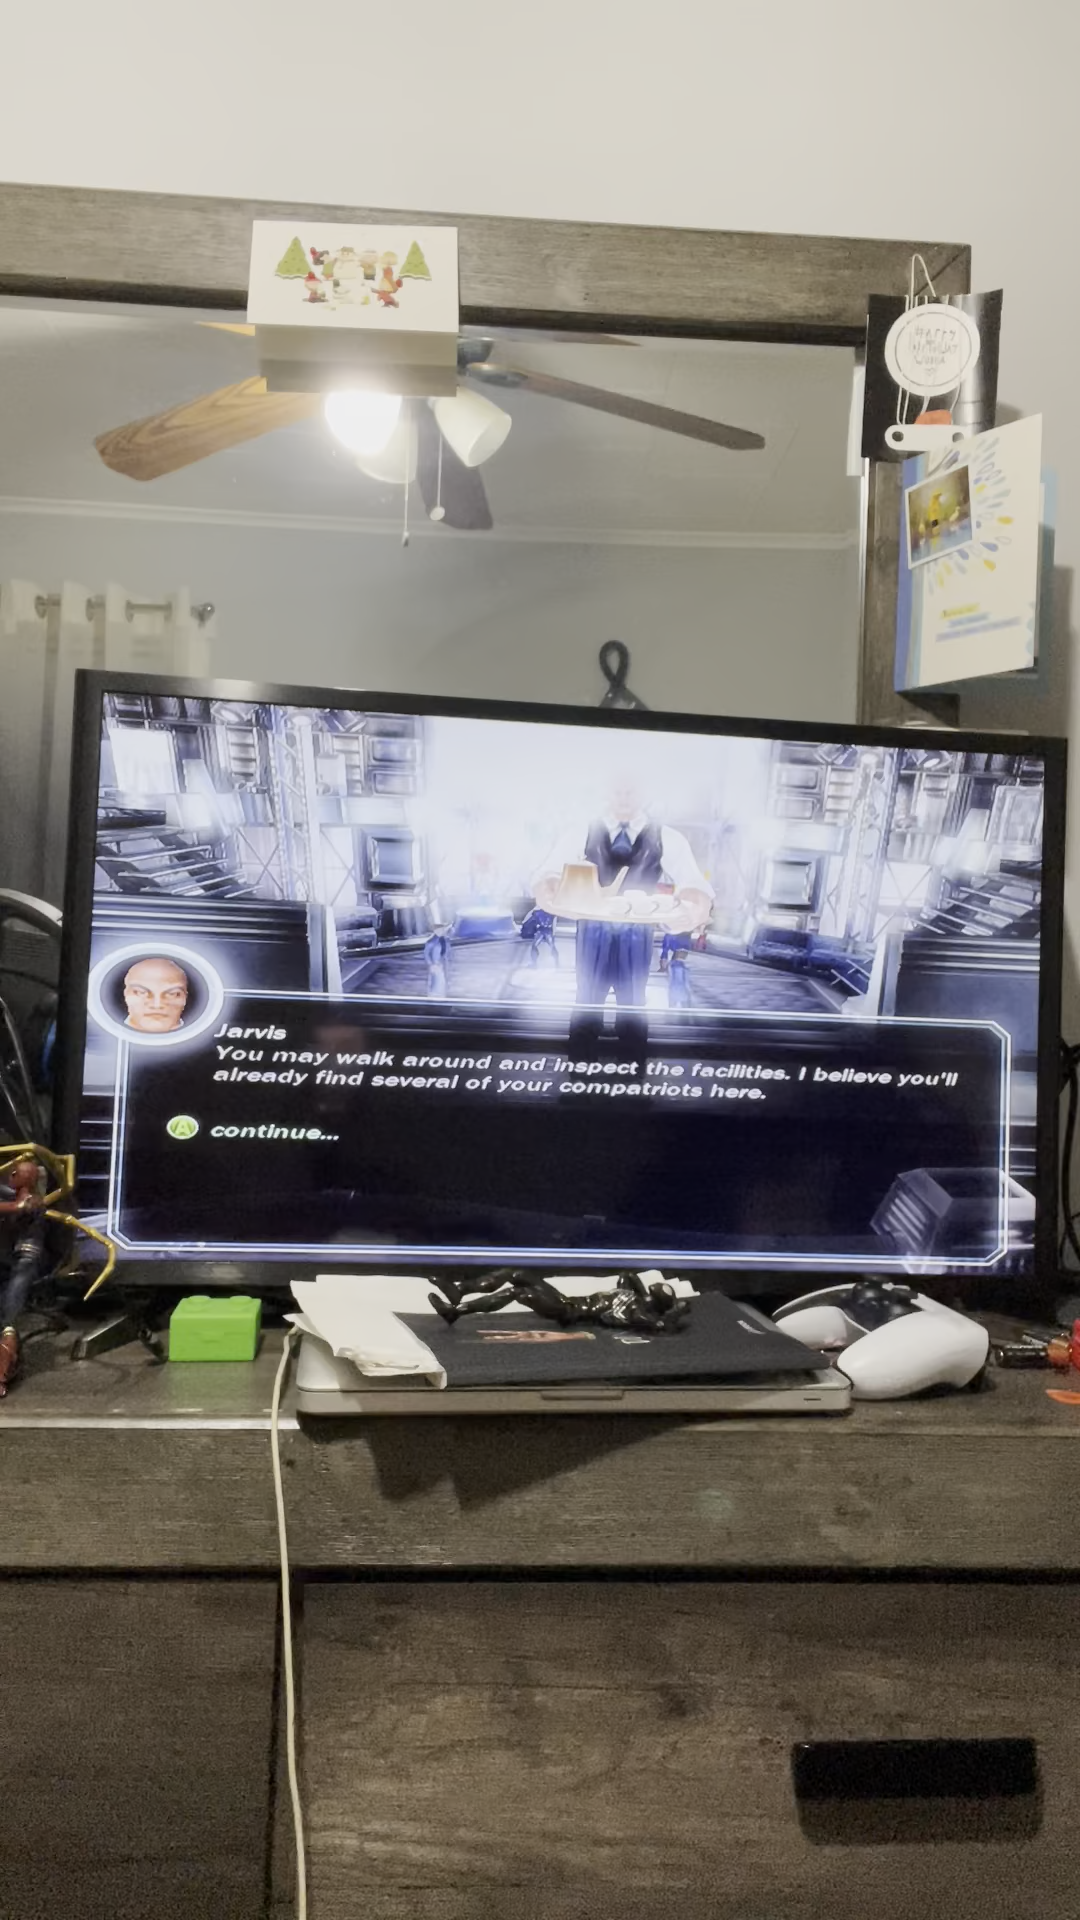 Jarvis
You may walk around and inspect the facilities. I believe you'll
already find several of your compatriots here.
A continue...